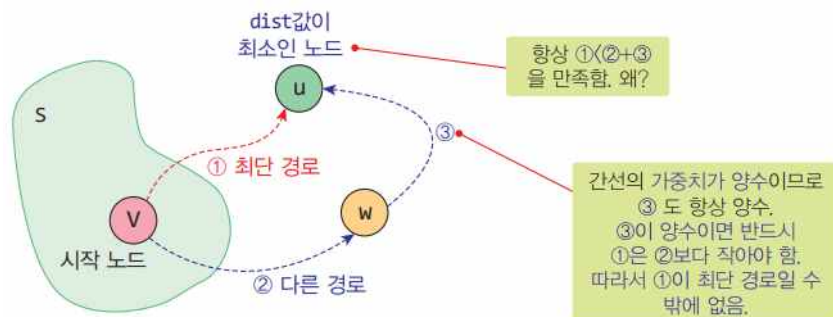 dist값이
최소인 노드
항상 ①<②+③
을 만족함. 왜?
S
u
③
① 최단 경로
V
w
시작 노드
② 다른 경로
간선의 가중치가 양수이므로
③ 도 항상 양수.
③이 양수이면 반드시
①은 ②보다 작아야 함.
따라서 ①이 최단 경로일 수
밖에 없음.